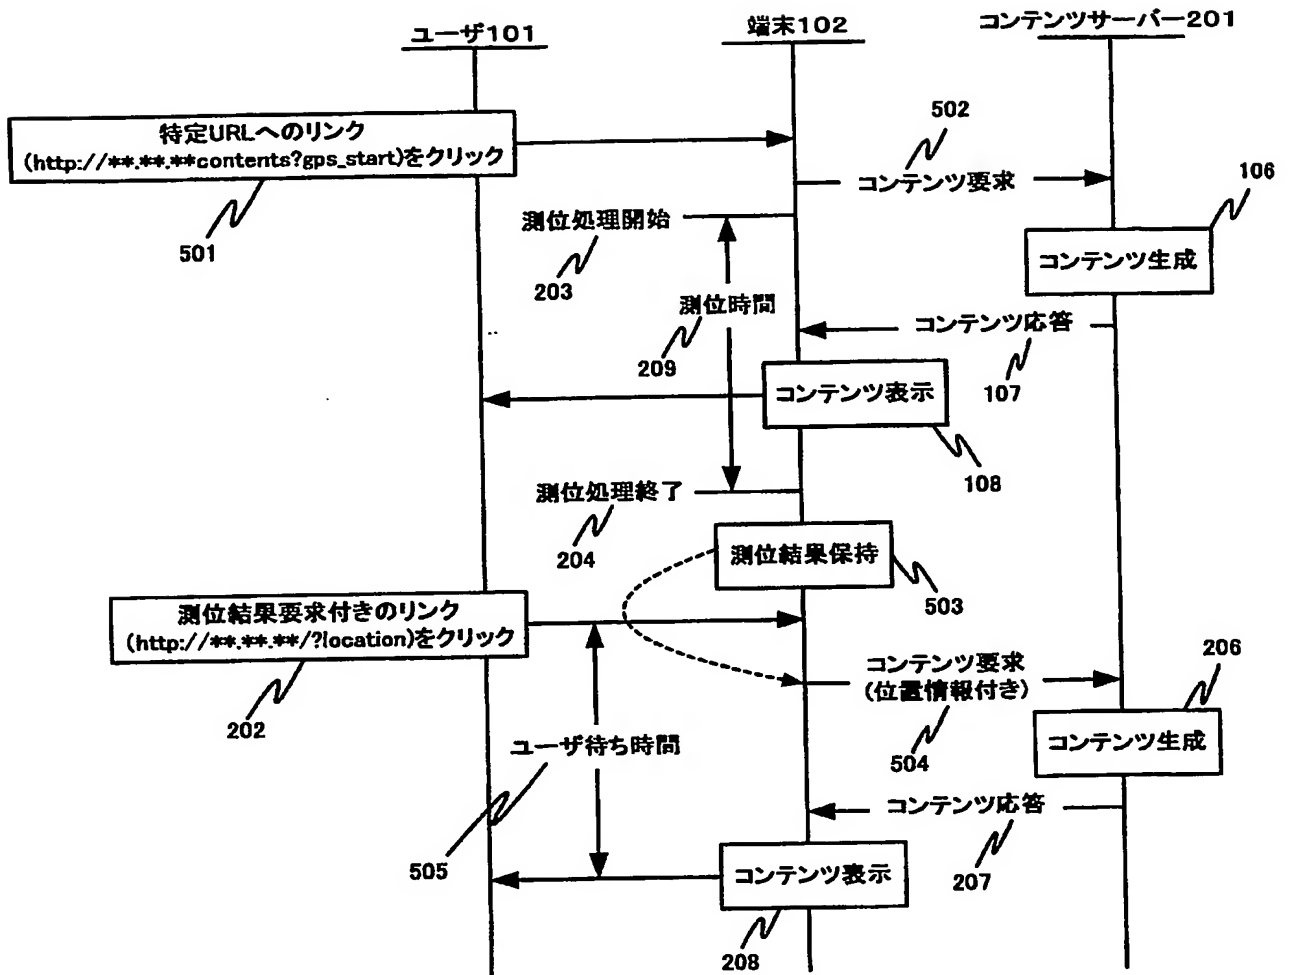 ユーザ101
端末102
コンテンツサーバー201
特定URLへのリンク
(http://**.**.**contents?gps_start)をクリック
501
502
コンテンツ要求
測位処理開始
203
106
コンテンツ生成
測位時間
209
コンテンツ応答
107
コンテンツ表示
108
測位処理終了
204
測位結果保持
503
測位結果要求付きのリンク
(http://**.**.**/?location)をクリック
202
コンテンツ要求
(位置情報付き)
504
206
コンテンツ生成
ユーザ待ち時間
505
コンテンツ応答
207
コンテンツ表示
208